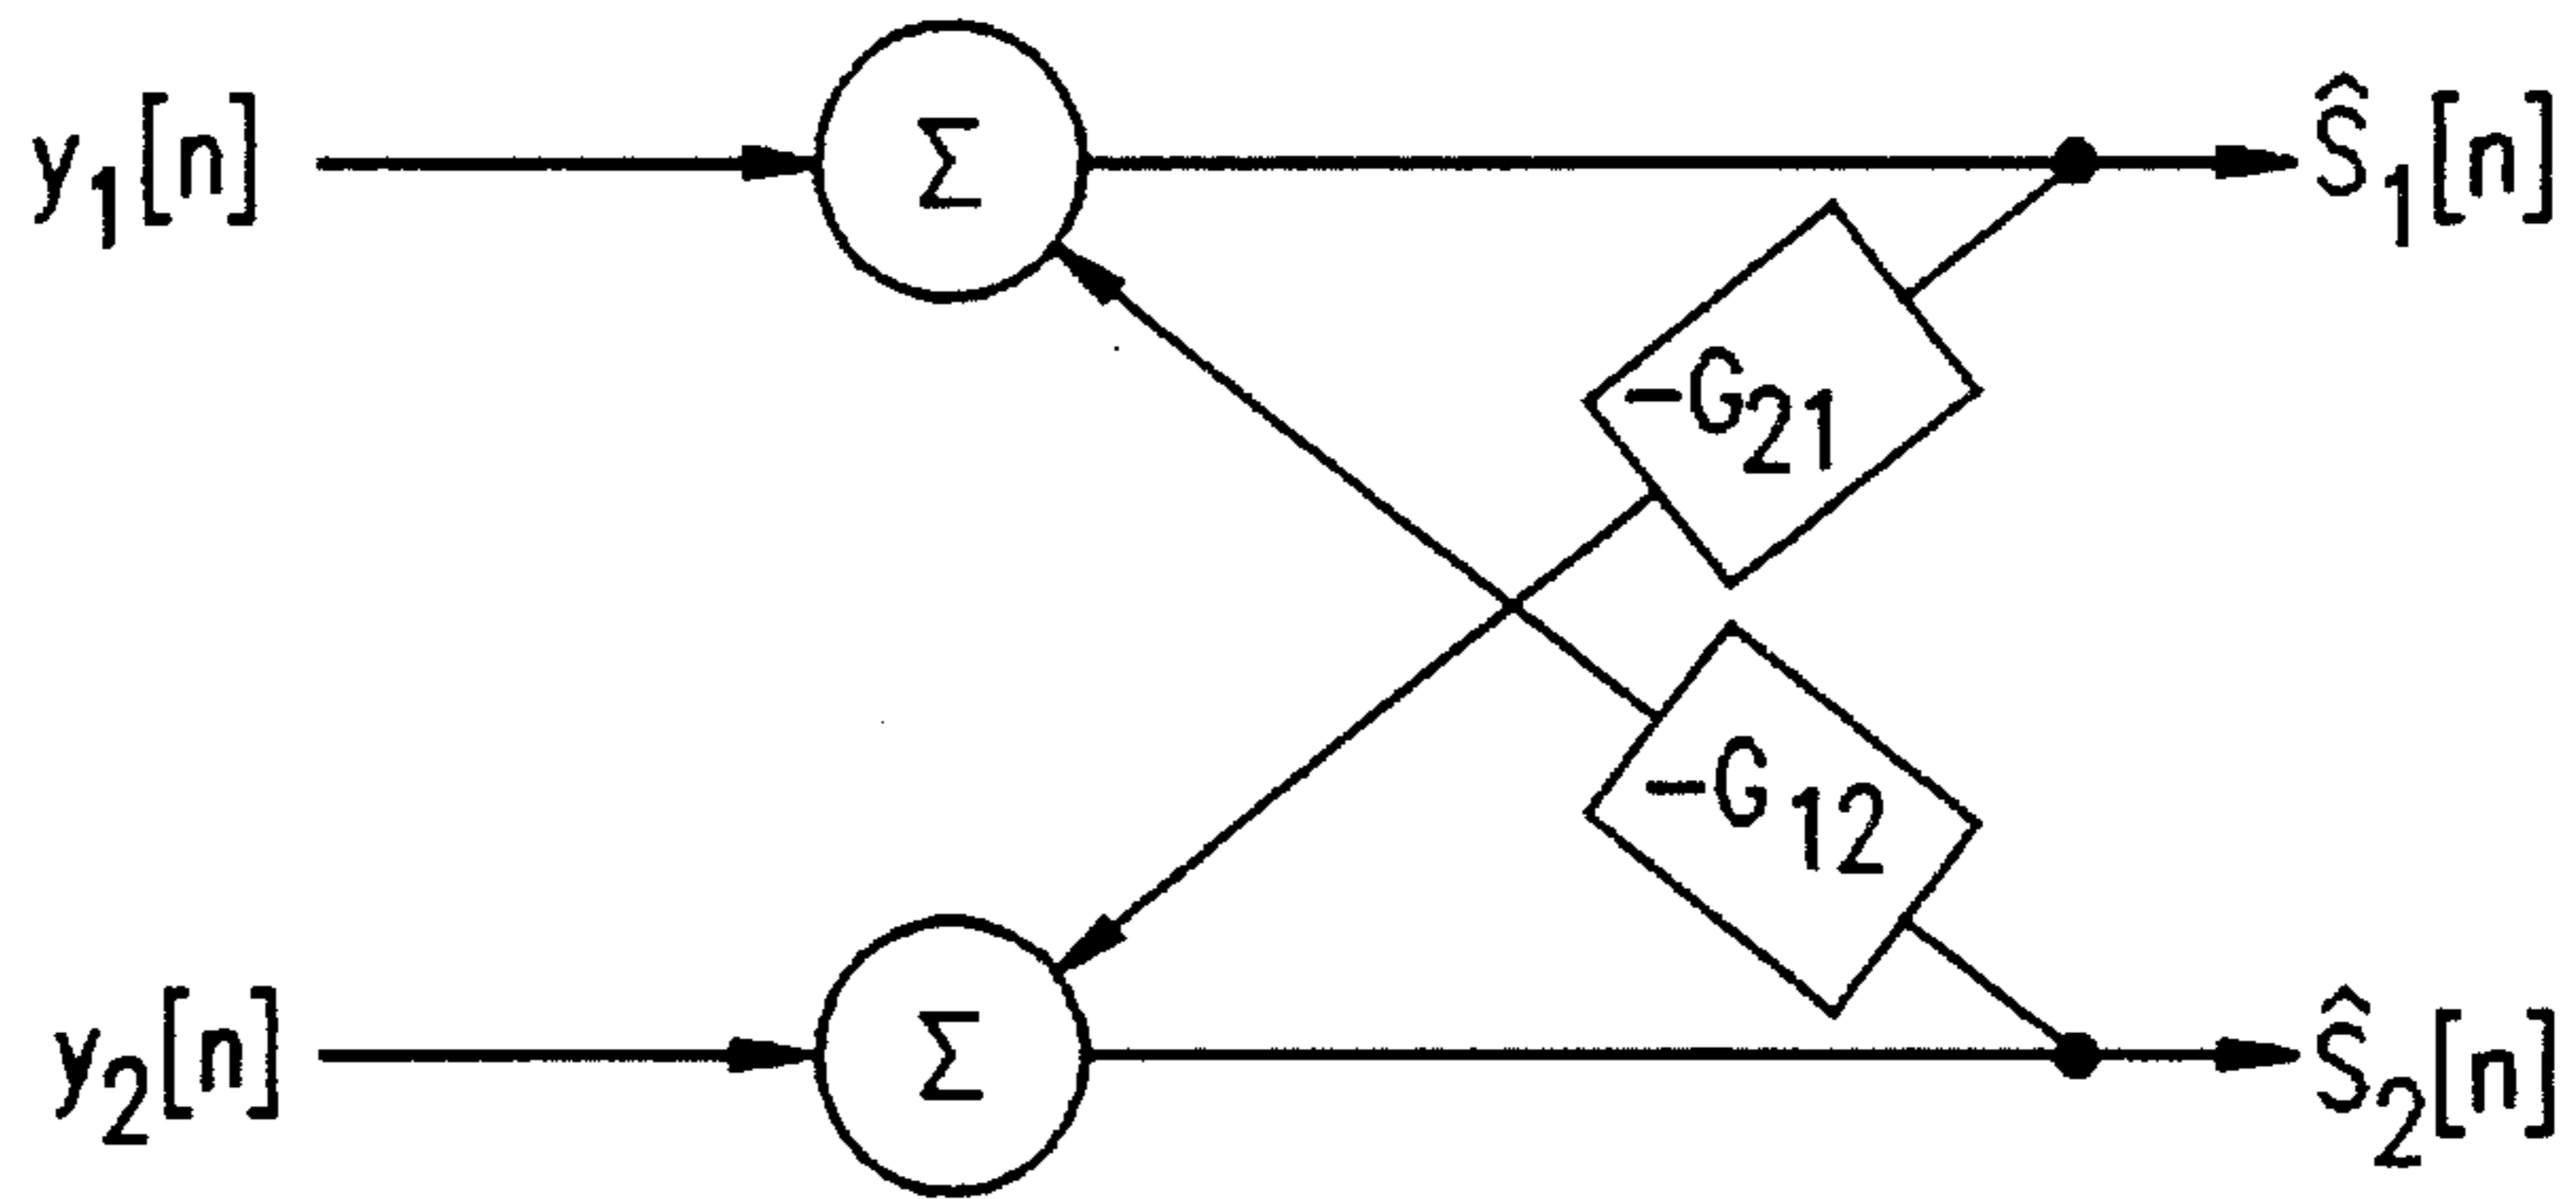 y₁[n]
Σ
Ŝ₁[n]
-G₂₁
-G₁₂
y₂[n]
Σ
Ŝ₂[n]